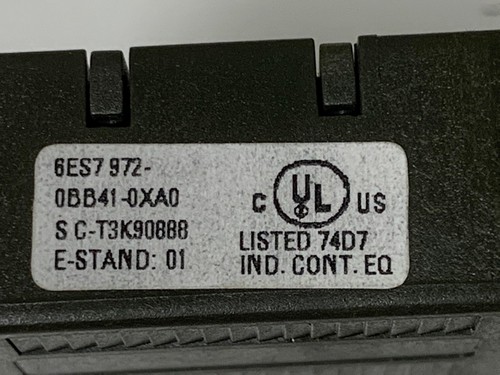 6ES7 972-
0BB41-0XA0
S C-T3K90888
E-STAND: 01
C UL US
LISTED 74D7
IND. CONT. EQ